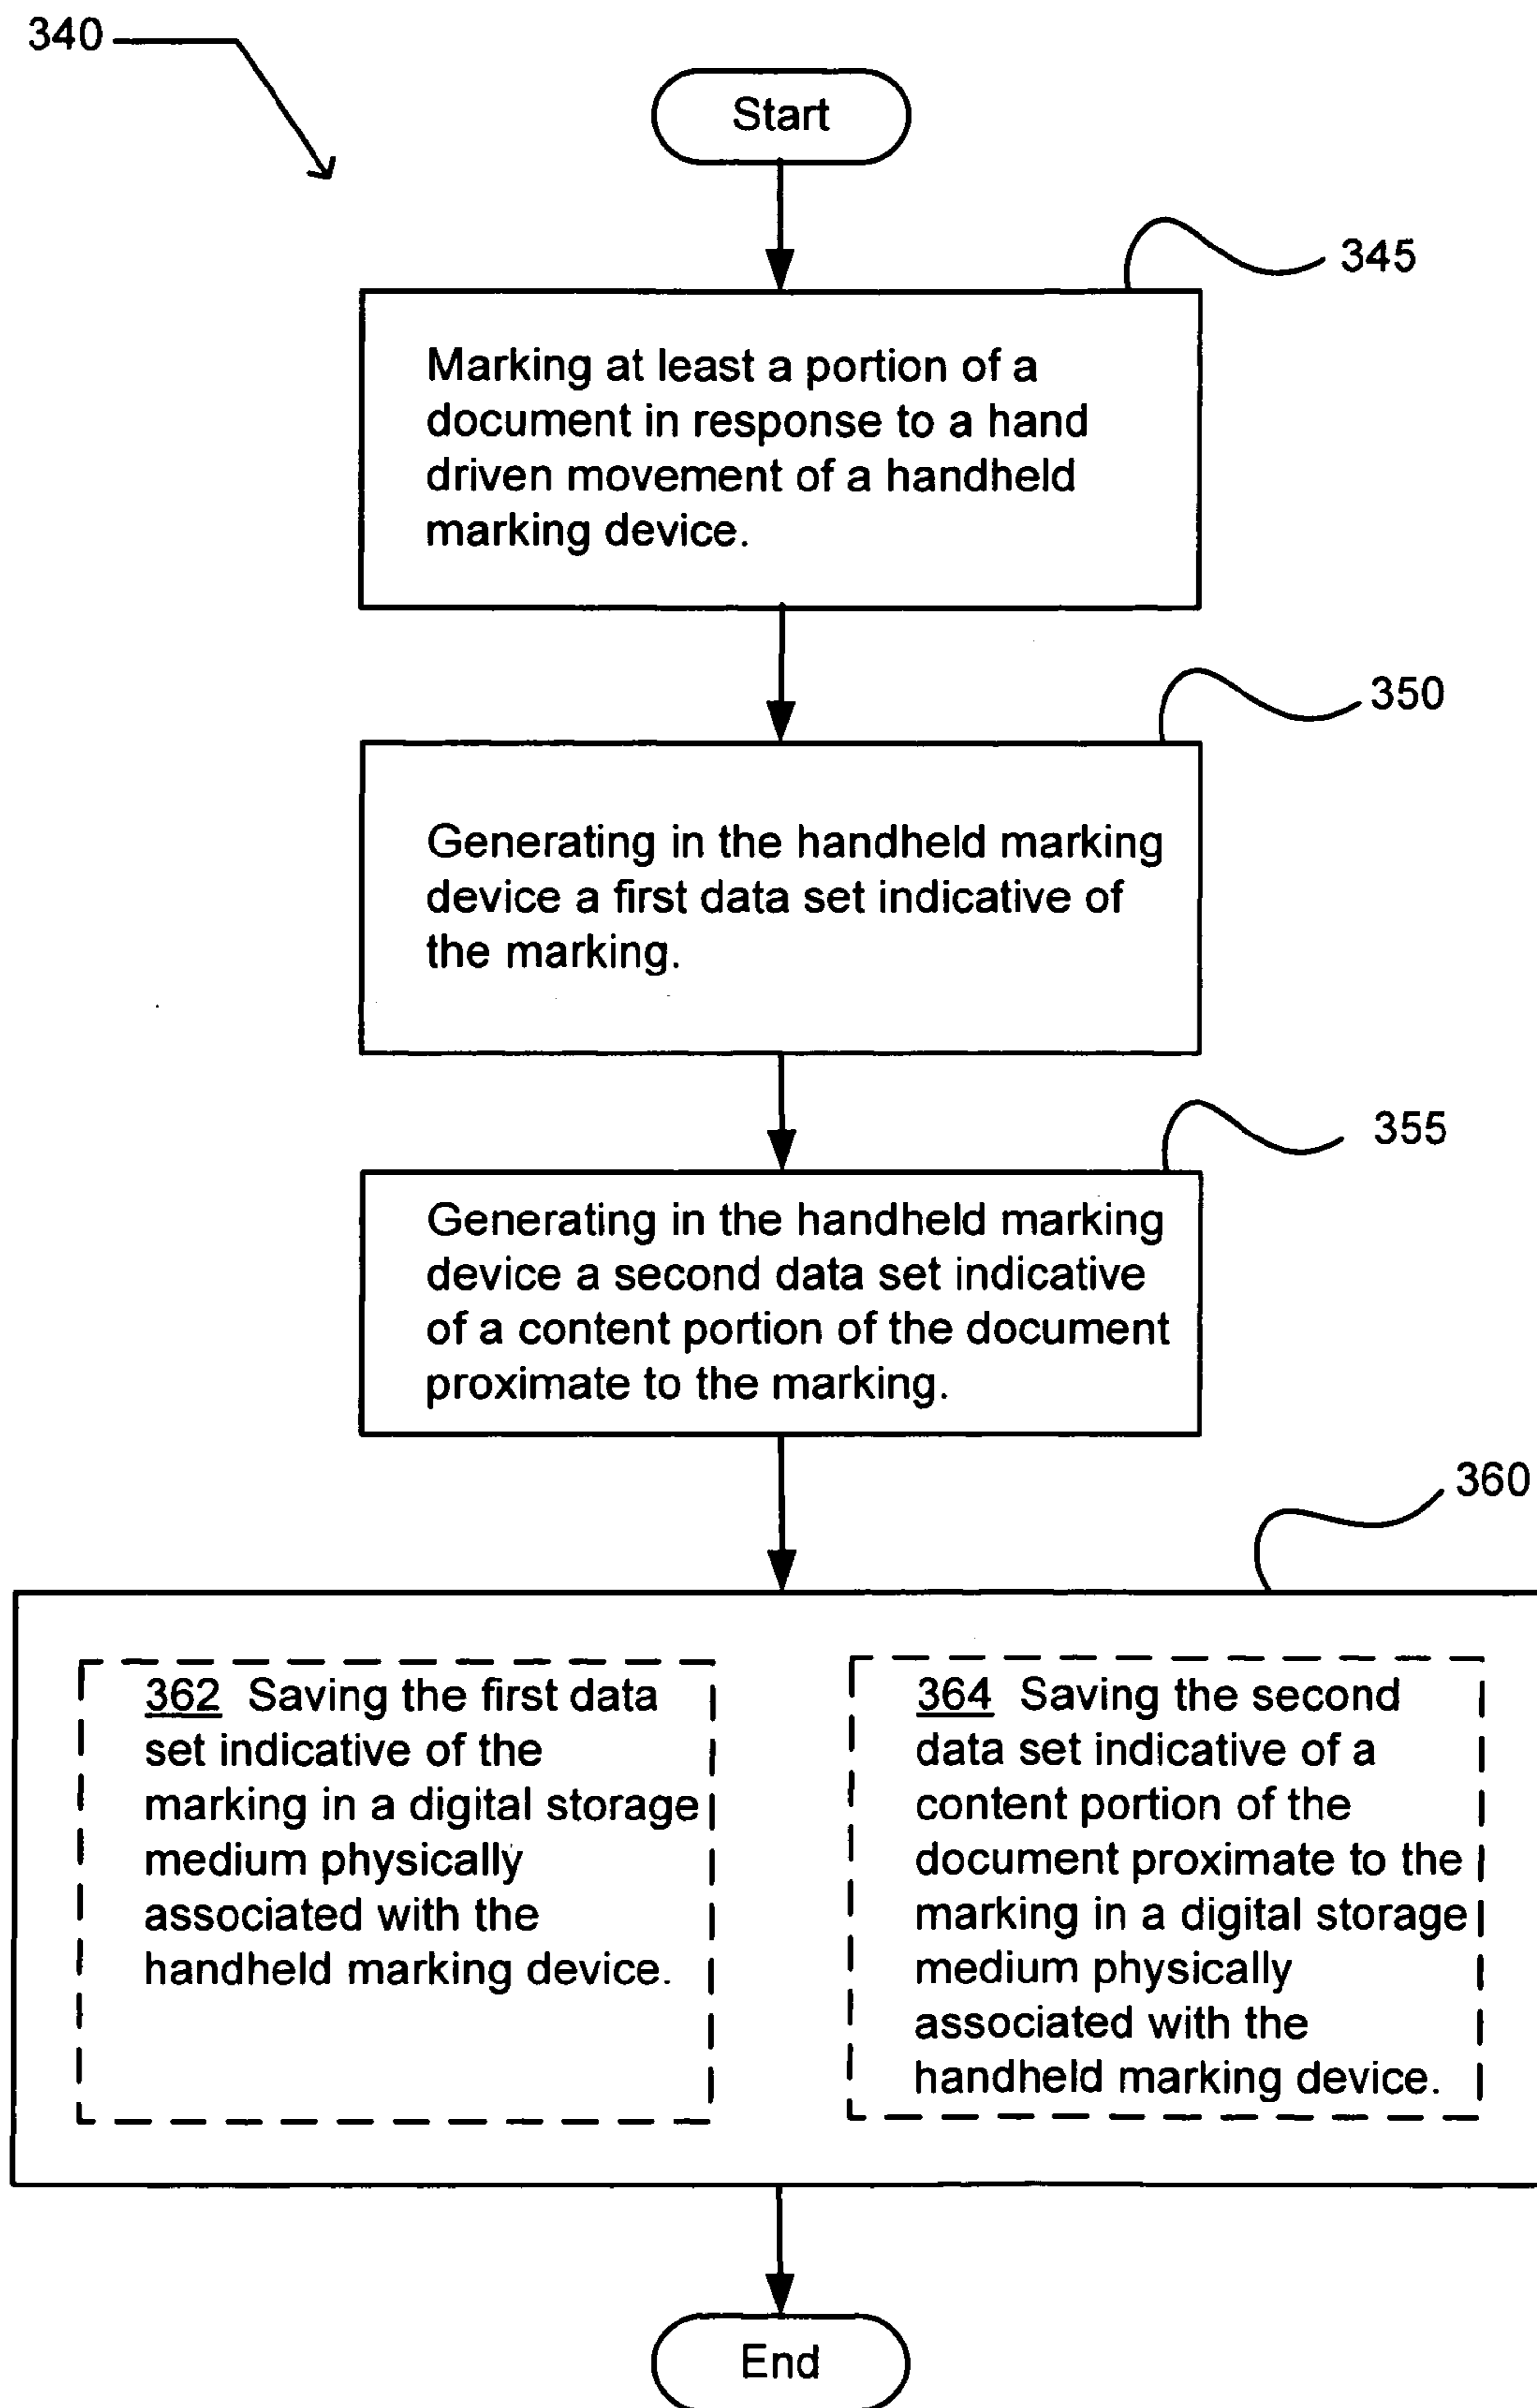 340
Start
345
Marking at least a portion of a
document in response to a hand
driven movement of a handheld
marking device.
350
Generating in the handheld marking
device a first data set indicative of
the marking.
355
Generating in the handheld marking
device a second data set indicative
of a content portion of the document
proximate to the marking.
360
362 Saving the first data
set indicative of the
marking in a digital storage
medium physically
associated with the
handheld marking device.
364 Saving the second
data set indicative of a
content portion of the
document proximate to the
marking in a digital storage
medium physically
associated with the
handheld marking device.
End